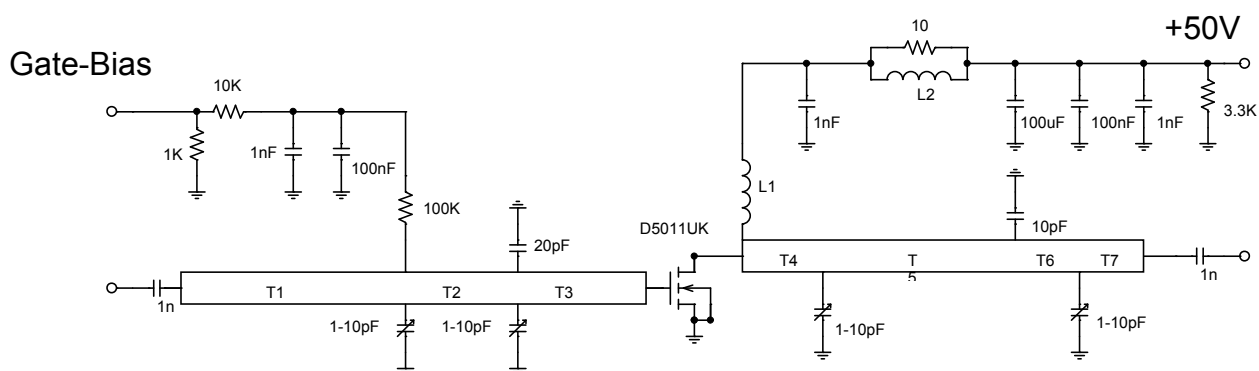 10
+50V
Gate-Bias
L2
10K
1nF
100uF
100nF
1nF
3.3K
1K
1nF
100nF
L1
100K
D5011UK
10pF
20pF
T4
T
5
T6
T7
T1
T2
T3
1n
1n
1-10pF
1-10pF
1-10pF
1-10pF